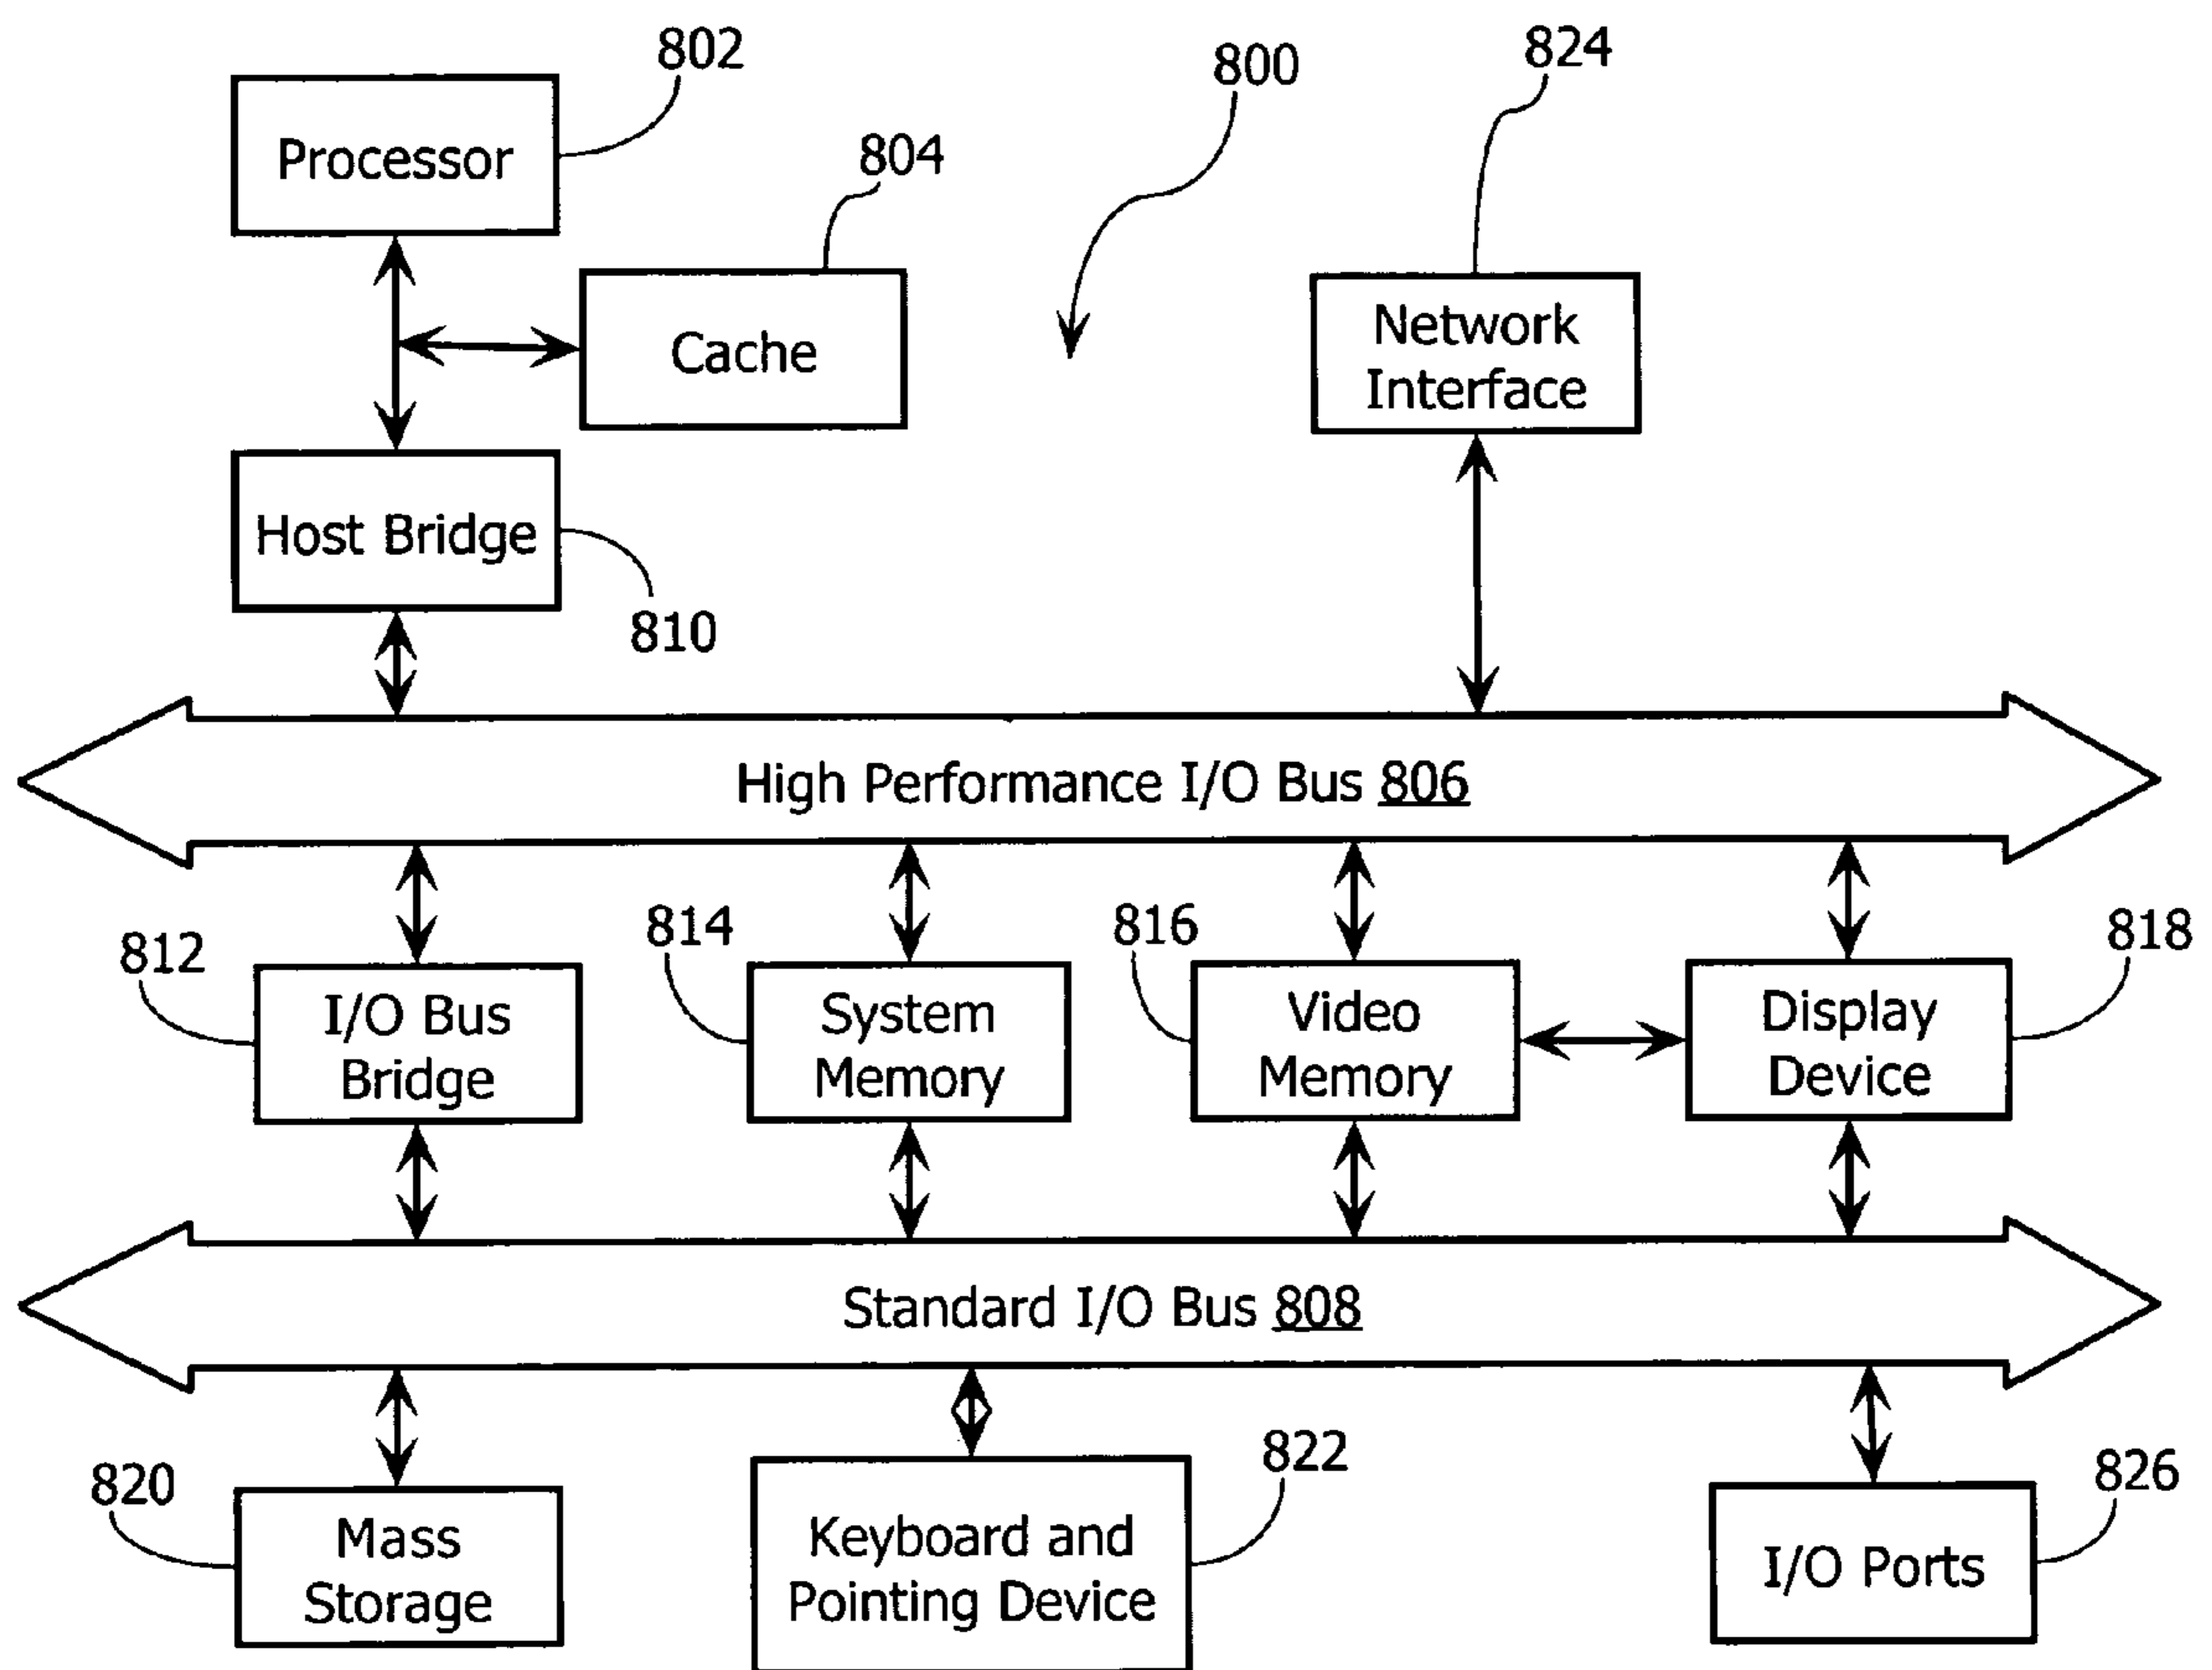 802
800
824
Processor
804
Cache
Network
Interface
Host Bridge
810
High Performance I/O Bus 806
812
814
816
818
I/O Bus
Bridge
System
Memory
Video
Memory
Display
Device
Standard I/O Bus 808
820
822
826
Mass
Storage
Keyboard and
Pointing Device
I/O Ports